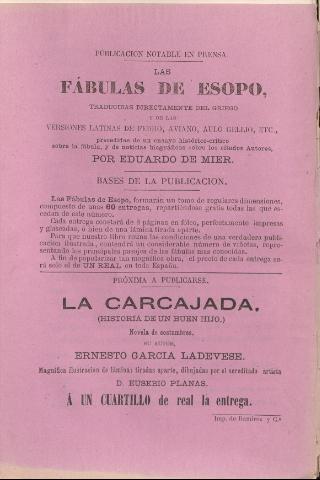 PUBLICACION NOTABLE EN PRENSA.
LAS
FÁBULAS DE ESOPO,
TRADUCIDAS DIRECTAMENTE DEL GRIEGO
Y DE LAS
VERSIONES LATINAS DE FEDRO, AVIANO, AULO GELLIO, ETC.,
precedidas de un ensayo histórico-crítico
sobre la fábula, y de noticias biográficas sobre los citados Autores,
POR EDUARDO DE MIER.
BASES DE LA PUBLICACION.
Las Fábulas de Esopo, formarán un tomo de regulares dimensiones,
compuesto de unas 60 entregas, repartiéndose gratis todas las que es-
cedan de este número.
Cada entrega constará de 8 páginas en fólio, perfectamente impresas
y glaseadas, ó bien de una lámina tirada aparte.
Para que nuestro libro reuna las condiciones de una verdadera publi-
cacion ilustrada, contendrá un considerable número de viñetas, repre-
sentando los principales pasajes de las fábulas mas conocidas.
A fin de popularizar tan magnífica obra, el precio de cada entrega se-
rá solo el de UN REAL en toda España.
PRÓXIMA A PUBLICARSE.
LA CARCAJADA.
(HISTORIA DE UN BUEN HIJO.)
Novela de costumbres.
SU AUTOR,
ERNESTO GARCIA LADEVESE.
Magnífica ilustracion de láminas tiradas aparte, dibujadas por el acreditado artista
D. EUSEBIO PLANAS.
Á UN CUARTILLO de real la entrega.
Imp. de Ramirez y C.ª